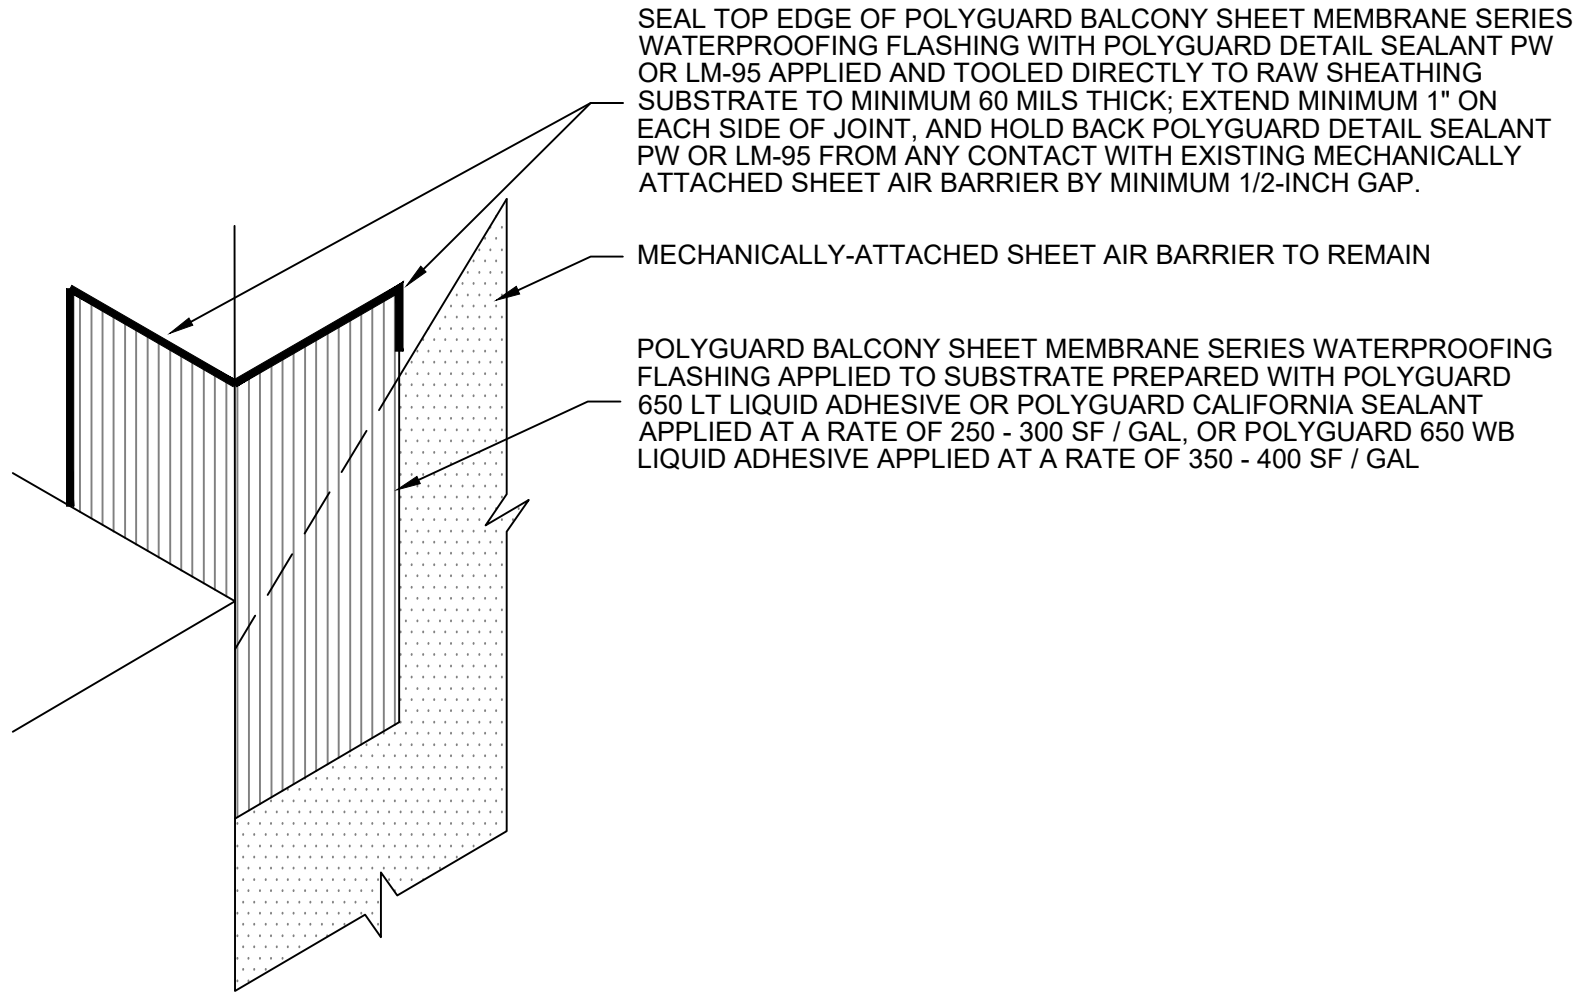 SEAL TOP EDGE OF POLYGUARD BALCONY SHEET MEMBRANE SERIES
WATERPROOFING FLASHING WITH POLYGUARD DETAIL SEALANT PW
OR LM-95 APPLIED AND TOOLED DIRECTLY TO RAW SHEATHING
SUBSTRATE TO MINIMUM 60 MILS THICK; EXTEND MINIMUM 1" ON
EACH SIDE OF JOINT, AND HOLD BACK POLYGUARD DETAIL SEALANT
PW OR LM-95 FROM ANY CONTACT WITH EXISTING MECHANICALLY
ATTACHED SHEET AIR BARRIER BY MINIMUM 1/2-INCH GAP.
MECHANICALLY-ATTACHED SHEET AIR BARRIER TO REMAIN
POLYGUARD BALCONY SHEET MEMBRANE SERIES WATERPROOFING
FLASHING APPLIED TO SUBSTRATE PREPARED WITH POLYGUARD
650 LT LIQUID ADHESIVE OR POLYGUARD CALIFORNIA SEALANT
APPLIED AT A RATE OF 250 - 300 SF / GAL, OR POLYGUARD 650 WB
LIQUID ADHESIVE APPLIED AT A RATE OF 350 - 400 SF / GAL